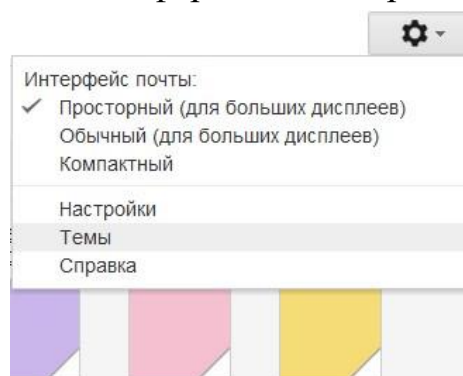 Интерфейс почты:
Просторный (для больших дисплеев)
Обычный (для больших дисплеев)
Компактный
Настройки
Темы
Справка